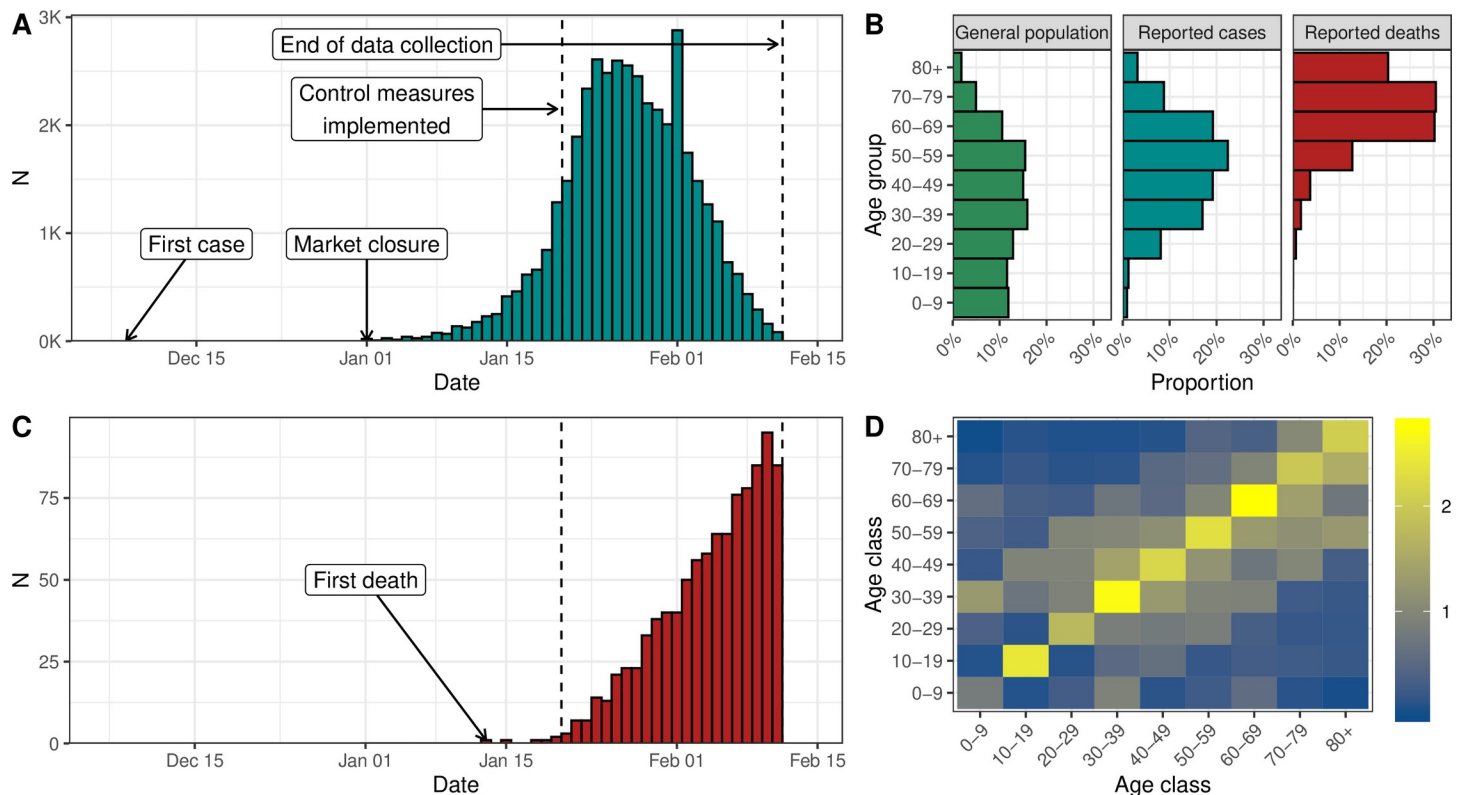 A
3K
2K
1K
0K
N
End of data collection
Control measures
implemented
First case
Market closure
Dec 15
Jan 01
Jan 15
Feb 01
Feb 15
Date
B
General population
Reported cases
Reported deaths
80+
70−79
60−69
50−59
40−49
30−39
20−29
10−19
0−9
Age group
0% 10% 20% 30%
0% 10% 20% 30%
0% 10% 20% 30%
Proportion
C
75
50
25
0
N
First death
Dec 15
Jan 01
Jan 15
Feb 01
Feb 15
Date
D
80+
70−79
60−69
50−59
40−49
30−39
20−29
10−19
0−9
Age class
0−9
10−19
20−29
30−39
40−49
50−59
60−69
70−79
80+
Age class
2
1